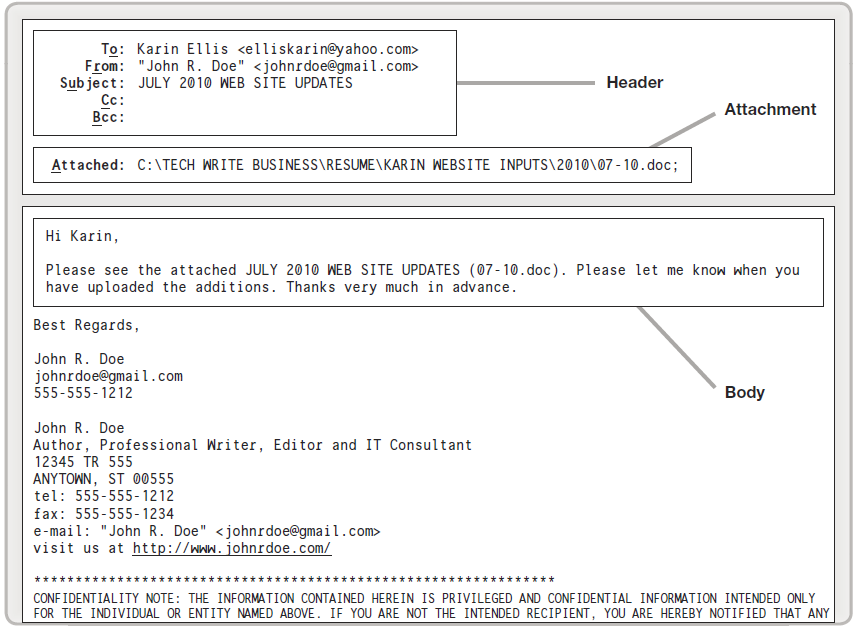 To: Karin Ellis <elliskarin@yahoo.com>
From: "John R. Doe" <johnrdoe@gmail.com>
Subject: JULY 2010 WEB SITE UPDATES
Cc:
Bcc:
Header
Attachment
Attached: C:\TECH WRITE BUSINESS\RESUME\KARIN WEBSITE INPUTS\2010\07-10.doc;
Hi Karin,
Please see the attached JULY 2010 WEB SITE UPDATES (07-10.doc). Please let me know when you
have uploaded the additions. Thanks very much in advance.
Body
Best Regards,
John R. Doe
johnrdoe@gmail.com
555-555-1212
John R. Doe
Author, Professional Writer, Editor and IT Consultant
12345 TR 555
ANYTOWN, ST 00555
tel: 555-555-1212
fax: 555-555-1234
e-mail: "John R. Doe" <johnrdoe@gmail.com>
visit us at http://www.johnrdoe.com/
***************************************************************
CONFIDENTIALITY NOTE: THE INFORMATION CONTAINED HEREIN IS PRIVILEGED AND CONFIDENTIAL INFORMATION INTENDED ONLY
FOR THE INDIVIDUAL OR ENTITY NAMED ABOVE. IF YOU ARE NOT THE INTENDED RECIPIENT, YOU ARE HEREBY NOTIFIED THAT ANY